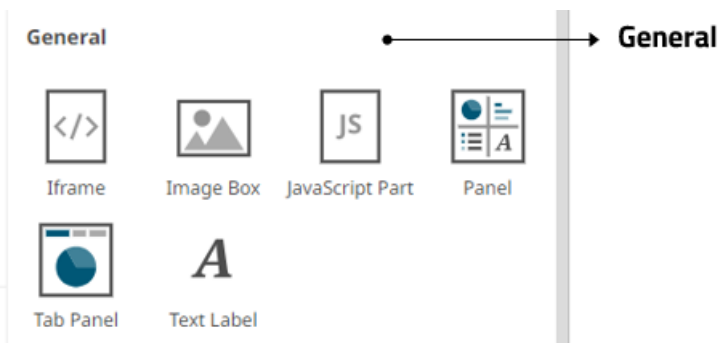 General
General
</>
JS
A
Iframe
Image Box
JavaScript Part
Panel
A
Tab Panel
Text Label